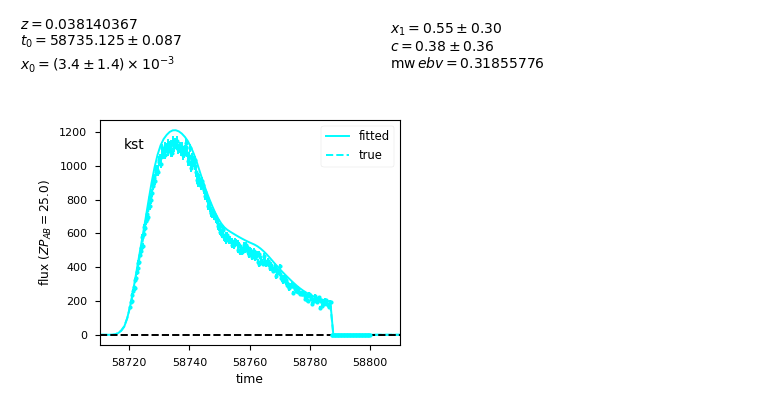 z = 0.038140367
t₀ = 58735.125 ± 0.087
x₀ = (3.4 ± 1.4) × 10⁻³
x₁ = 0.55 ± 0.30
c = 0.38 ± 0.36
mw ebv = 0.31855776
kst
fitted
true
flux (ZP_AB = 25.0)
1200
1000
800
600
400
200
0
58720 58740 58760 58780 58800
time